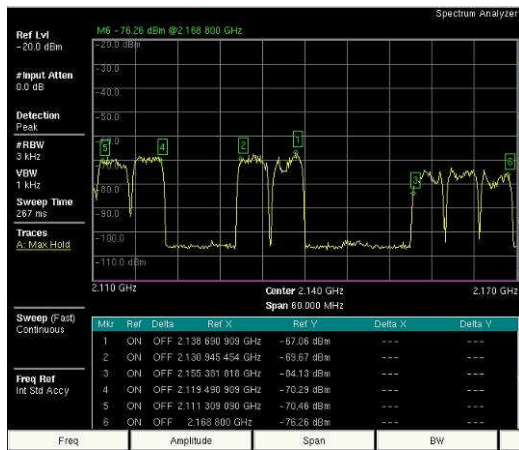 Spectrum Analyzer
Ref Lvl
-20.0 dBm
M6 -76.26 dBm @2.168 800 GHz
-20.0 dBm
#Input Atten
0.0 dB
-30.0
-40.0
Detection
Peak
-50.0
#RBW
3 kHz
5 4 2 1 6 3
VBW
1 kHz
-80.0
Sweep Time
267 ms
-90.0
Traces
A: Max Hold
-100.0
-110.0 dBm
2.110 GHz Center 2.140 GHz 2.170 GHz
Span 60.000 MHz
Sweep (Fast)
Continuous
Mkr Ref Delta Ref X Ref Y Delta X Delta Y
1 ON OFF 2.138 690 909 GHz -67.06 dBm --- ---
2 ON OFF 2.130 945 454 GHz -69.67 dBm --- ---
3 ON OFF 2.155 381 818 GHz -84.13 dBm --- ---
4 ON OFF 2.119 490 909 GHz -70.29 dBm --- ---
5 ON OFF 2.111 309 090 GHz -70.46 dBm --- ---
6 ON OFF 2.168 800 GHz -76.26 dBm --- ---
Freq Ref
Int Std Accy
Freq Amplitude Span BW